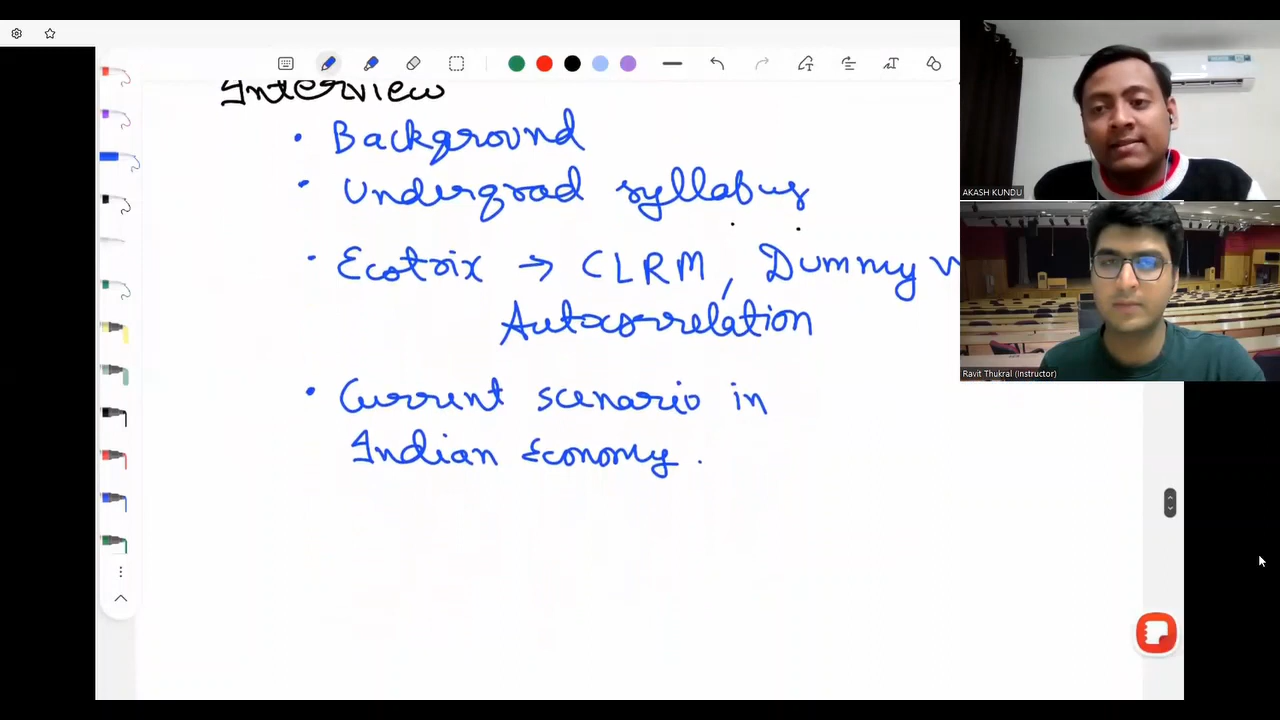 Interview
• Background
• Undergrad syllabus
• Ecotrix → CLRM, Dummy
Autocorrelation
• Current scenario in
Indian Economy.
AKASH KUNDU
Ravit Thukral (Instructor)